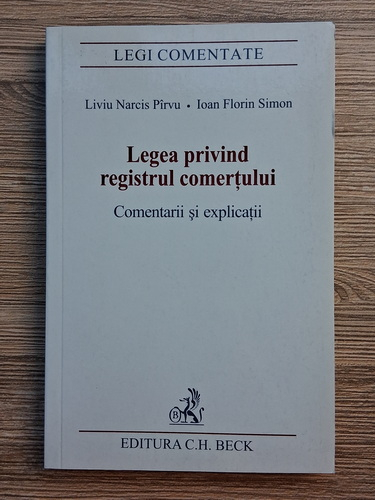 LEGI COMENTATE
Liviu Narcis Pîrvu • Ioan Florin Simon
Legea privind
registrul comerţului
Comentarii şi explicaţii
B
EDITURA C.H. BECK